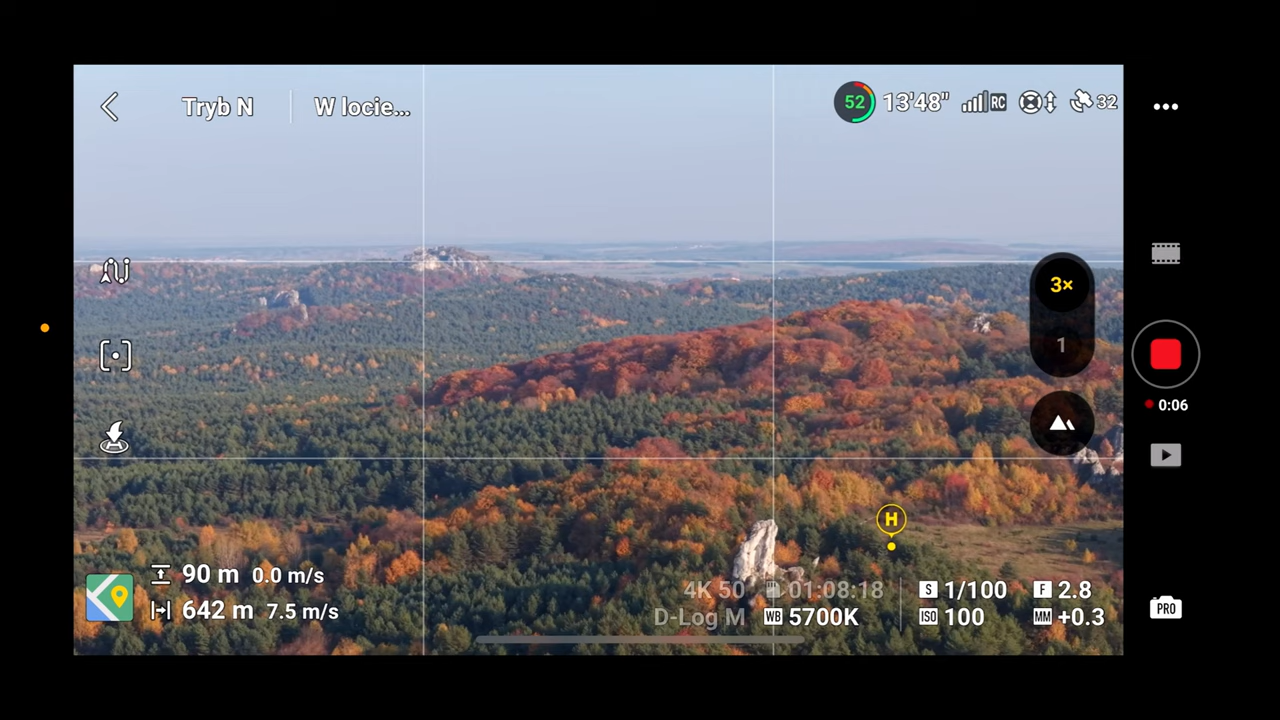 Tryb N
W locie...
52
13'48"
RC
32
3×
1
0:06
H
90 m 0.0 m/s
642 m 7.5 m/s
4K 50 01:08:18 S 1/100 F 2.8
D-Log M WB 5700K ISO 100 MM +0.3
PRO